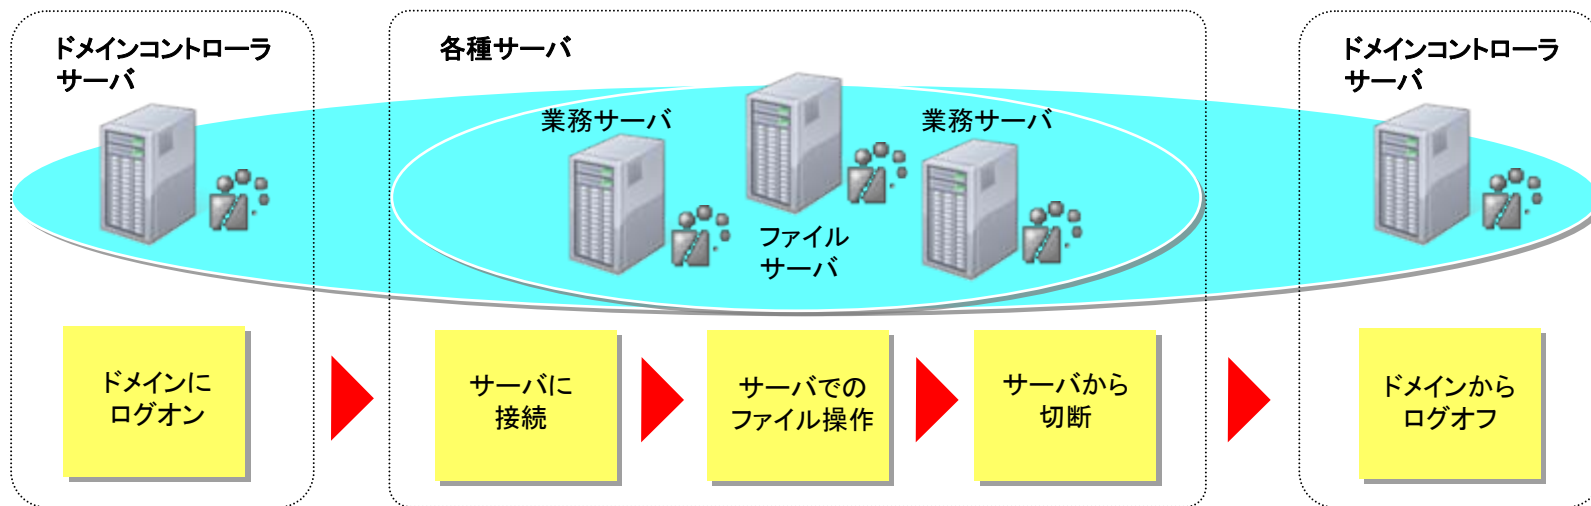 ドメインコントローラ
サーバ
各種サーバ
ドメインコントローラ
サーバ
業務サーバ
業務サーバ
ファイル
サーバ
ドメインに
ログオン
サーバに
接続
サーバでの
ファイル操作
サーバから
切断
ドメインから
ログオフ